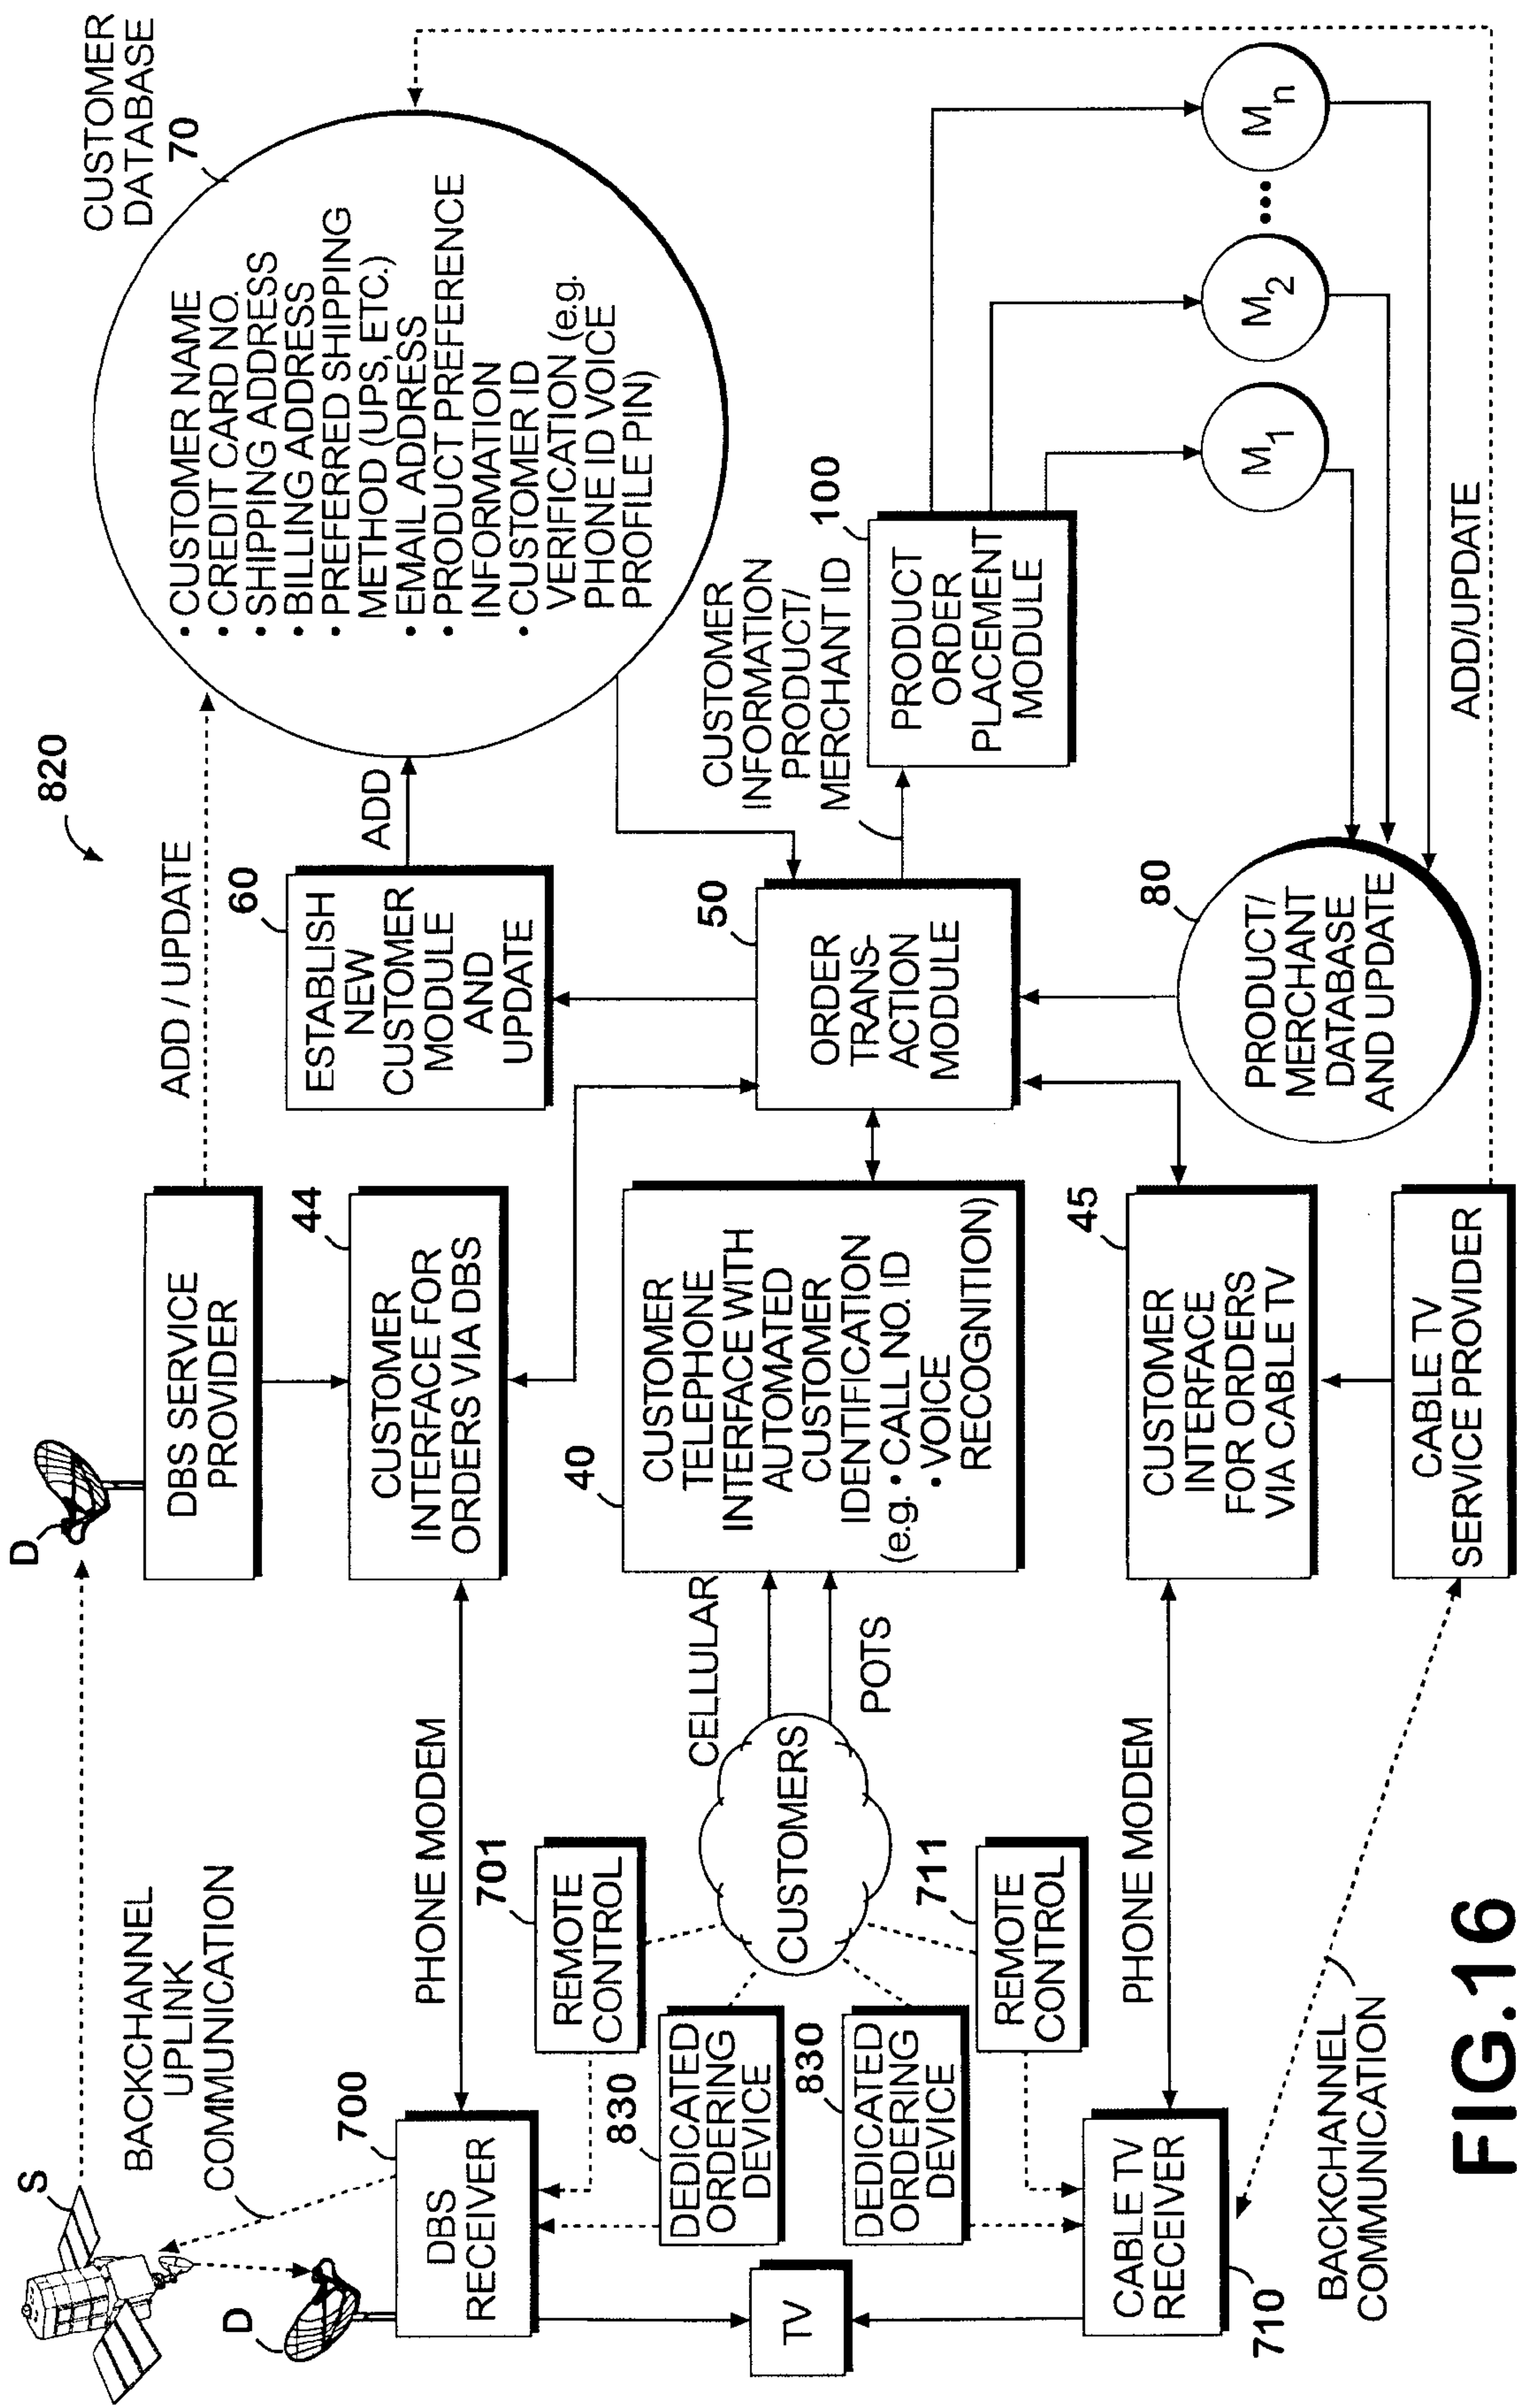 820
S
D
D
BACKCHANNEL
UPLINK
COMMUNICATION
ADD / UPDATE
CUSTOMER
DATABASE
70
DBS SERVICE
PROVIDER
700
DBS
RECEIVER
PHONE MODEM
44
CUSTOMER
INTERFACE FOR
ORDERS VIA DBS
60
ESTABLISH
NEW
CUSTOMER
MODULE
AND
UPDATE
ADD
• CUSTOMER NAME
• CREDIT CARD NO.
• SHIPPING ADDRESS
• BILLING ADDRESS
• PREFERRED SHIPPING
METHOD (UPS, ETC.)
• EMAIL ADDRESS
• PRODUCT PREFERENCE
INFORMATION
• CUSTOMER ID
VERIFICATION (e.g.
PHONE ID VOICE
PROFILE PIN)
701
REMOTE
CONTROL
830
DEDICATED
ORDERING
DEVICE
TV
830
DEDICATED
ORDERING
DEVICE
CUSTOMERS
CELLULAR
POTS
40
CUSTOMER
TELEPHONE
INTERFACE WITH
AUTOMATED
CUSTOMER
IDENTIFICATION
(e.g. • CALL NO. ID
• VOICE
RECOGNITION)
50
ORDER
TRANS-
ACTION
MODULE
CUSTOMER
INFORMATION
PRODUCT/
MERCHANT ID
100
PRODUCT
ORDER
PLACEMENT
MODULE
711
REMOTE
CONTROL
CABLE TV
RECEIVER
710
PHONE MODEM
45
CUSTOMER
INTERFACE
FOR ORDERS
VIA CABLE TV
80
PRODUCT/
MERCHANT
DATABASE
AND UPDATE
M1
M2
•••
Mn
BACKCHANNEL
COMMUNICATION
CABLE TV
SERVICE PROVIDER
ADD/UPDATE
FIG.16